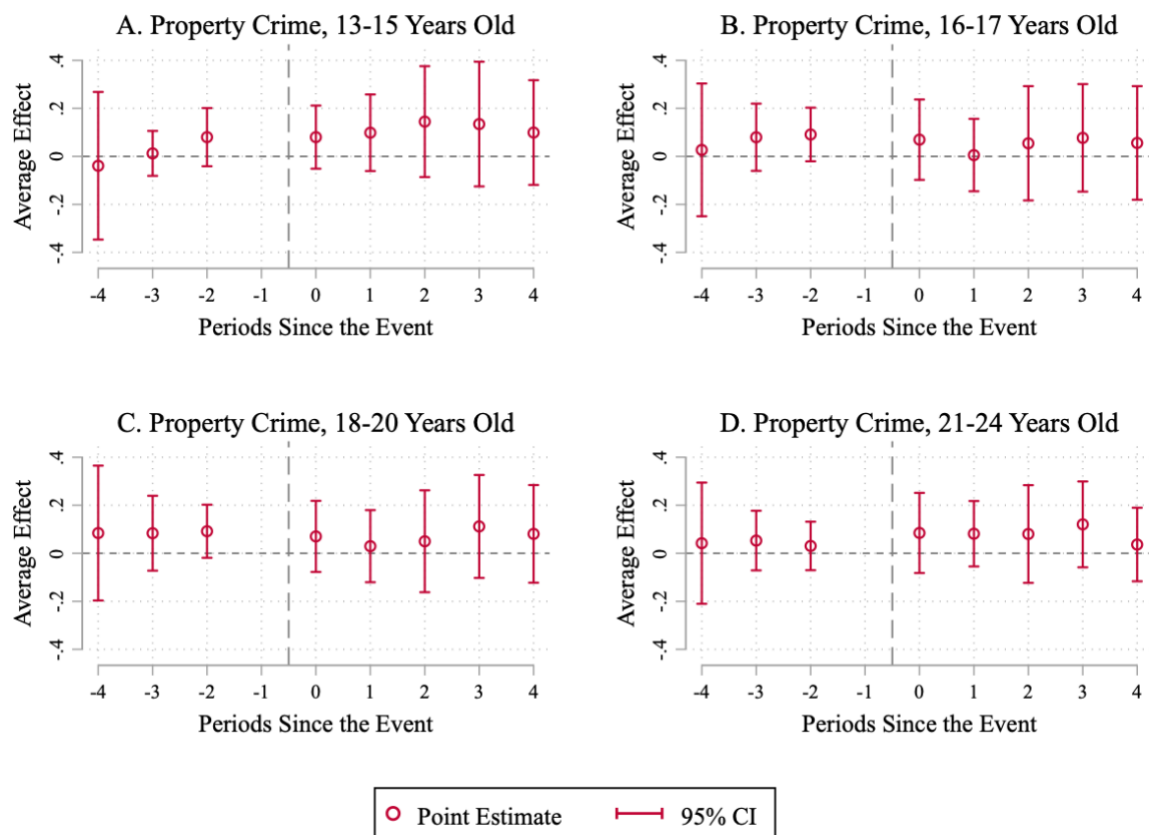 A. Property Crime, 13-15 Years Old
Average Effect
.4
.2
0
-.2
-.4
-4 -3 -2 -1 0 1 2 3 4
Periods Since the Event
B. Property Crime, 16-17 Years Old
Average Effect
.4
.2
0
-.2
-.4
-4 -3 -2 -1 0 1 2 3 4
Periods Since the Event
C. Property Crime, 18-20 Years Old
Average Effect
.4
.2
0
-.2
-.4
-4 -3 -2 -1 0 1 2 3 4
Periods Since the Event
D. Property Crime, 21-24 Years Old
Average Effect
.4
.2
0
-.2
-.4
-4 -3 -2 -1 0 1 2 3 4
Periods Since the Event
Point Estimate 95% CI